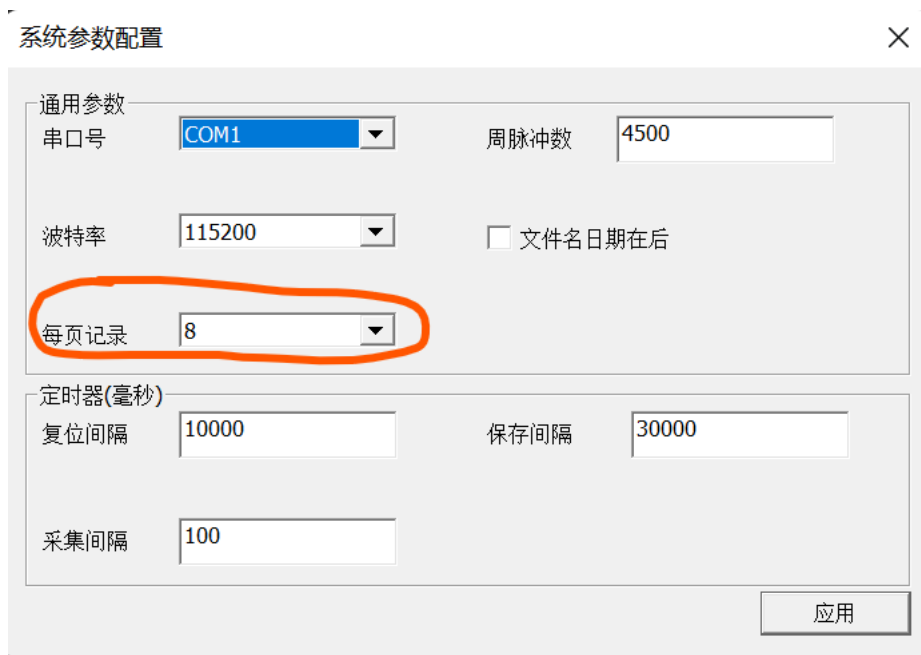 系统参数配置
通用参数
串口号 COM1 周脉冲数 4500
波特率 115200 文件名日期在后
每页记录 8
定时器(毫秒)
复位间隔 10000 保存间隔 30000
采集间隔 100
应用